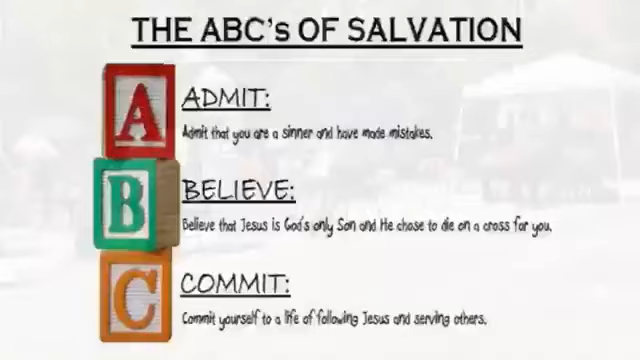 THE ABC's OF SALVATION
A
ADMIT:
Admit that you are a sinner and have made mistakes.
B
BELIEVE:
Believe that Jesus is God's only Son and He chose to die on a cross for you.
C
COMMIT:
Commit yourself to a life of following Jesus and serving others.